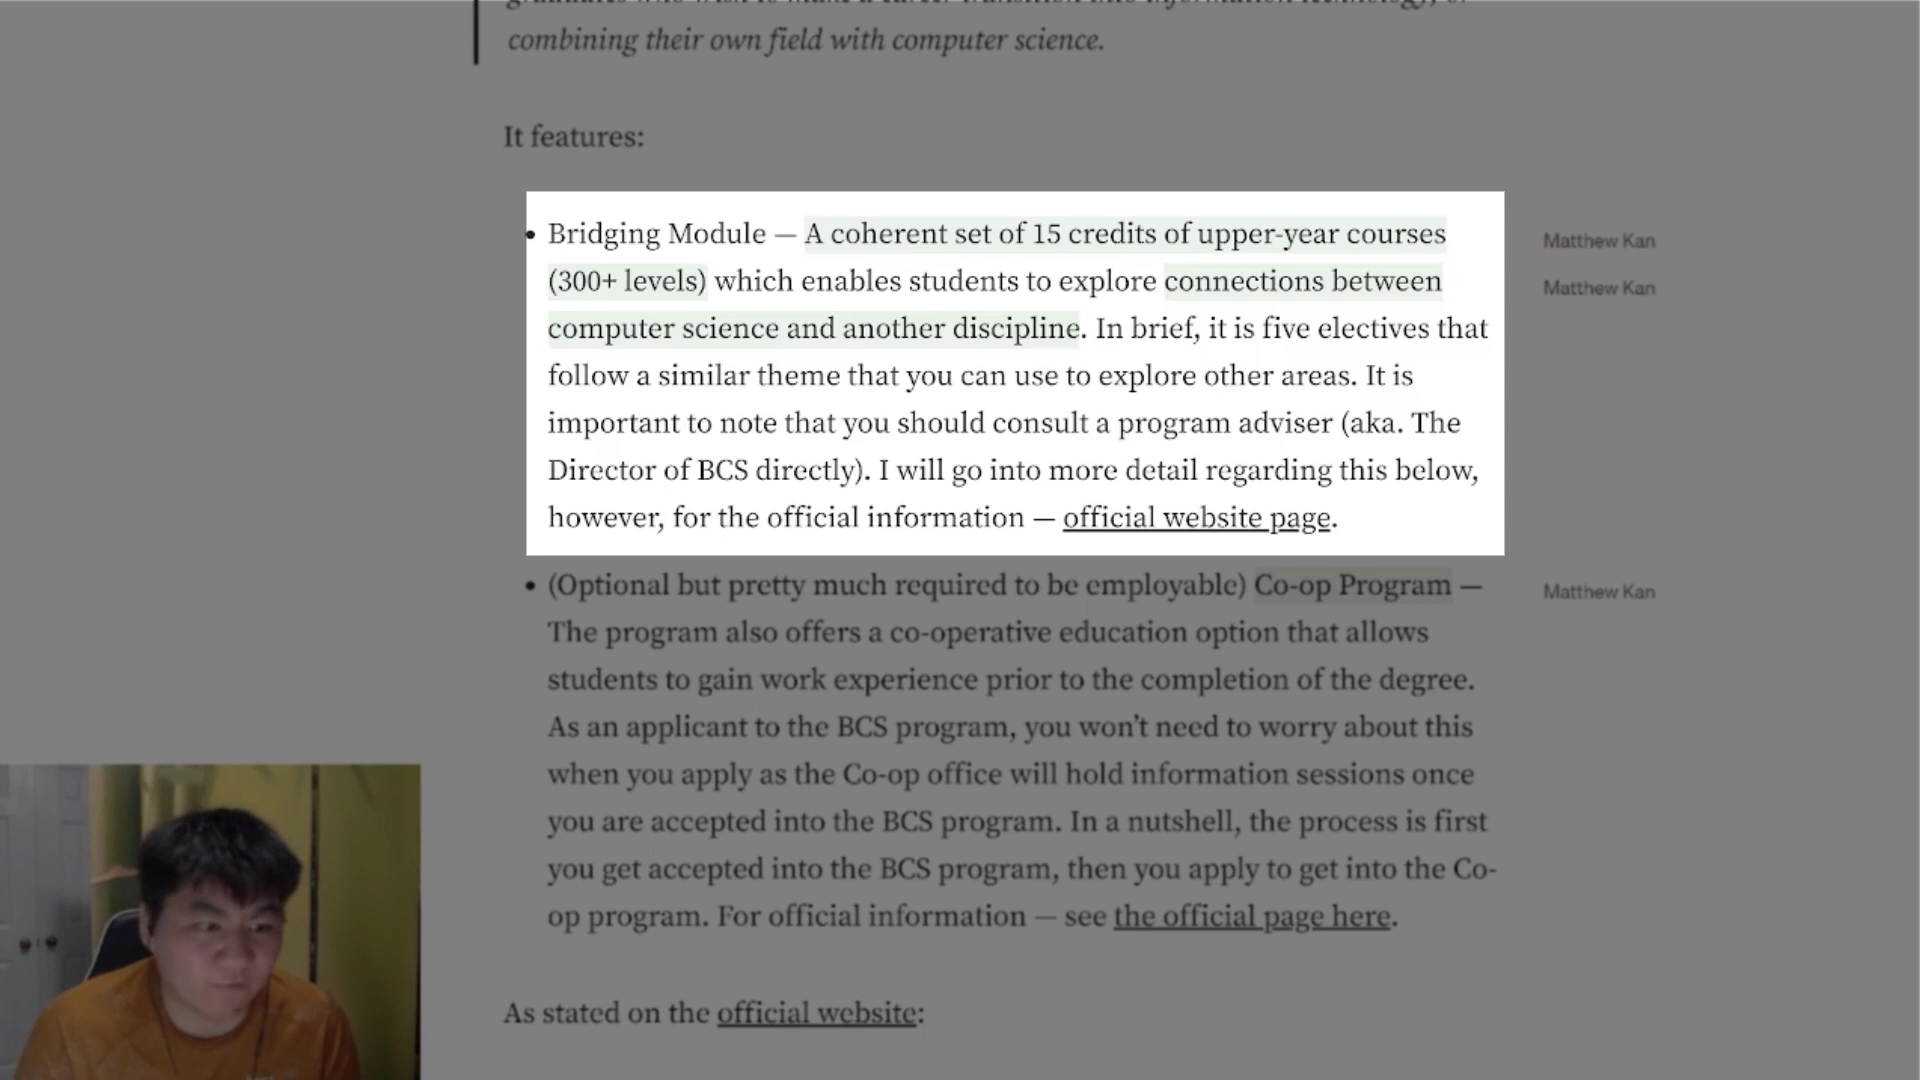 combining their own field with computer science.
It features:
• Bridging Module — A coherent set of 15 credits of upper-year courses
(300+ levels) which enables students to explore connections between
computer science and another discipline. In brief, it is five electives that
follow a similar theme that you can use to explore other areas. It is
important to note that you should consult a program adviser (aka. The
Director of BCS directly). I will go into more detail regarding this below,
however, for the official information — official website page.
Matthew Kan
Matthew Kan
• (Optional but pretty much required to be employable) Co-op Program —
The program also offers a co-operative education option that allows
students to gain work experience prior to the completion of the degree.
As an applicant to the BCS program, you won’t need to worry about this
when you apply as the Co-op office will hold information sessions once
you are accepted into the BCS program. In a nutshell, the process is first
you get accepted into the BCS program, then you apply to get into the Co-
op program. For official information — see the official page here.
Matthew Kan
As stated on the official website: